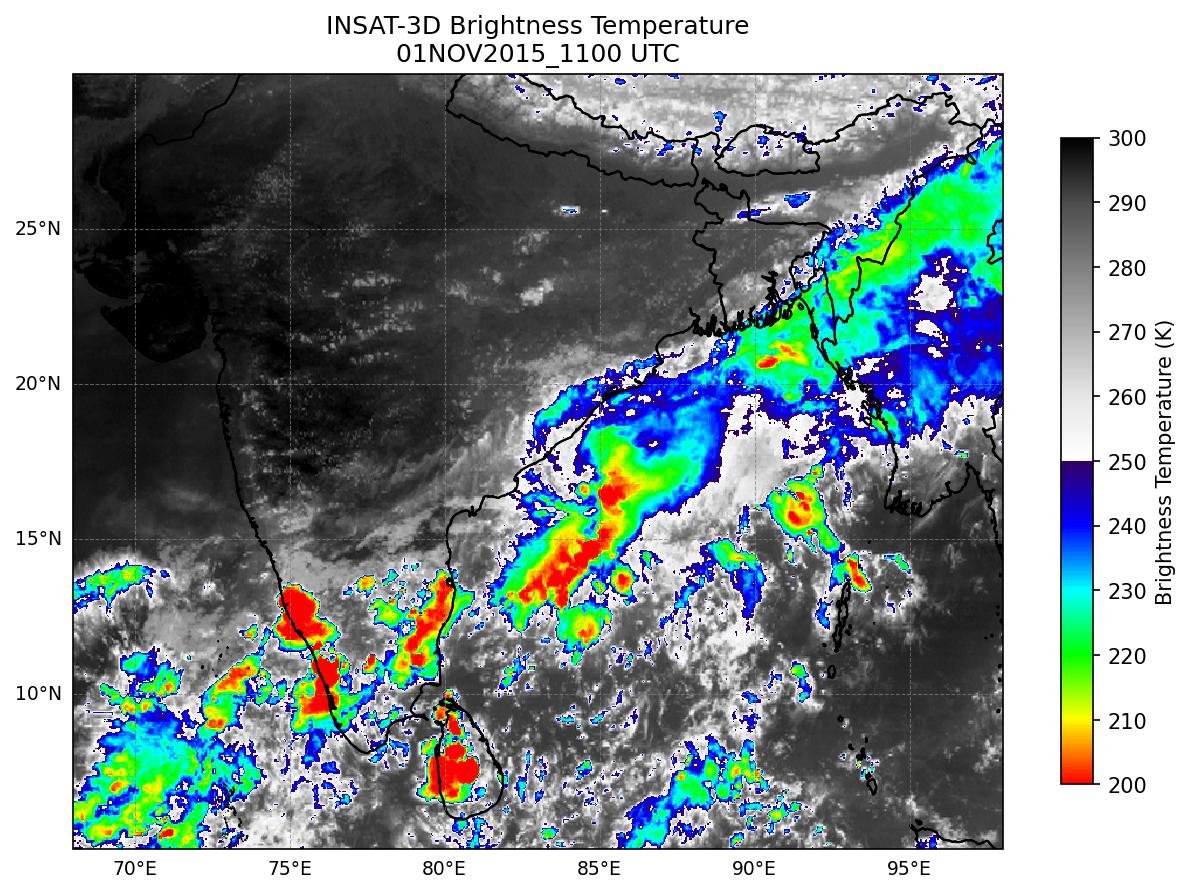 INSAT-3D Brightness Temperature
01NOV2015_1100 UTC
25°N
20°N
15°N
10°N
70°E
75°E
80°E
85°E
90°E
95°E
300
290
280
270
260
250
240
230
220
210
200
Brightness Temperature (K)